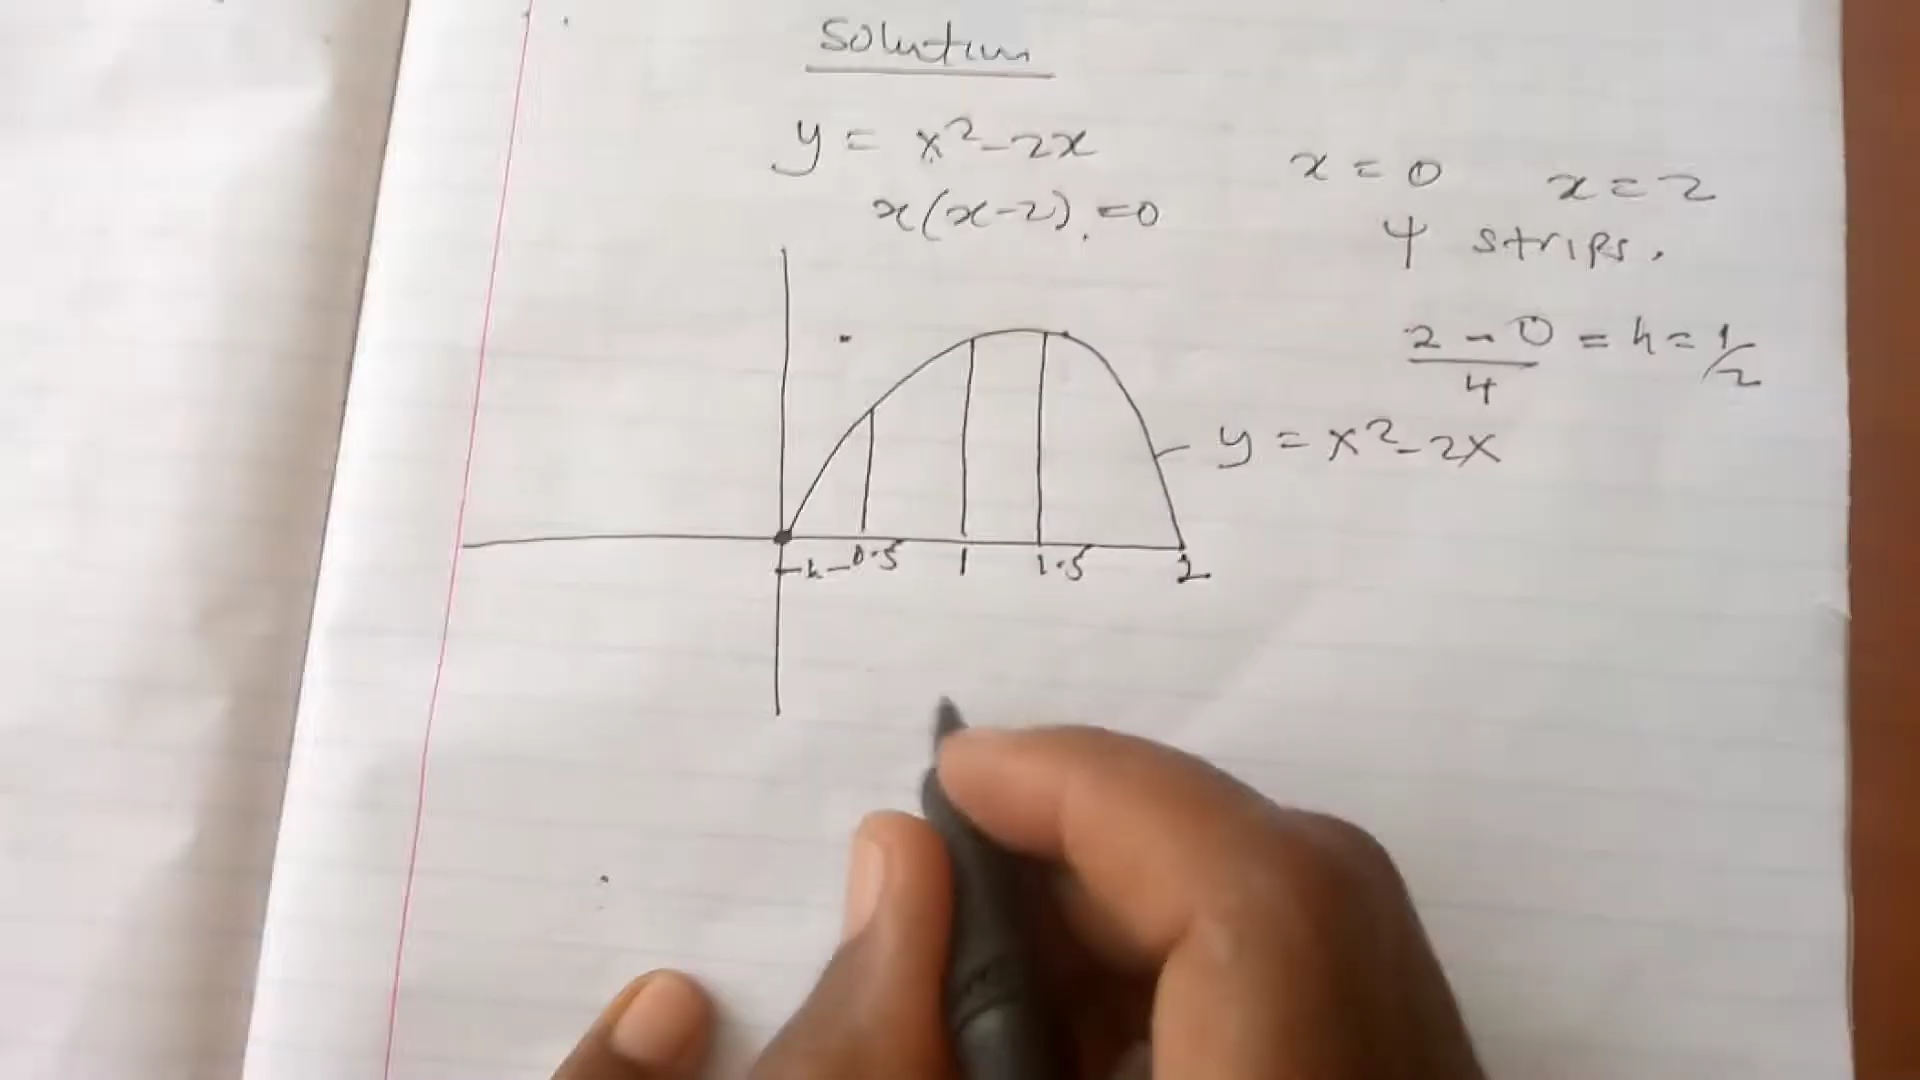 Solution
y = x²-2x
x(x-2) =0
x = 0 x = 2
4 strips.
2 - 0 = h = 1/2
4
y = x²-2x
h 0.5 1 1.5 2